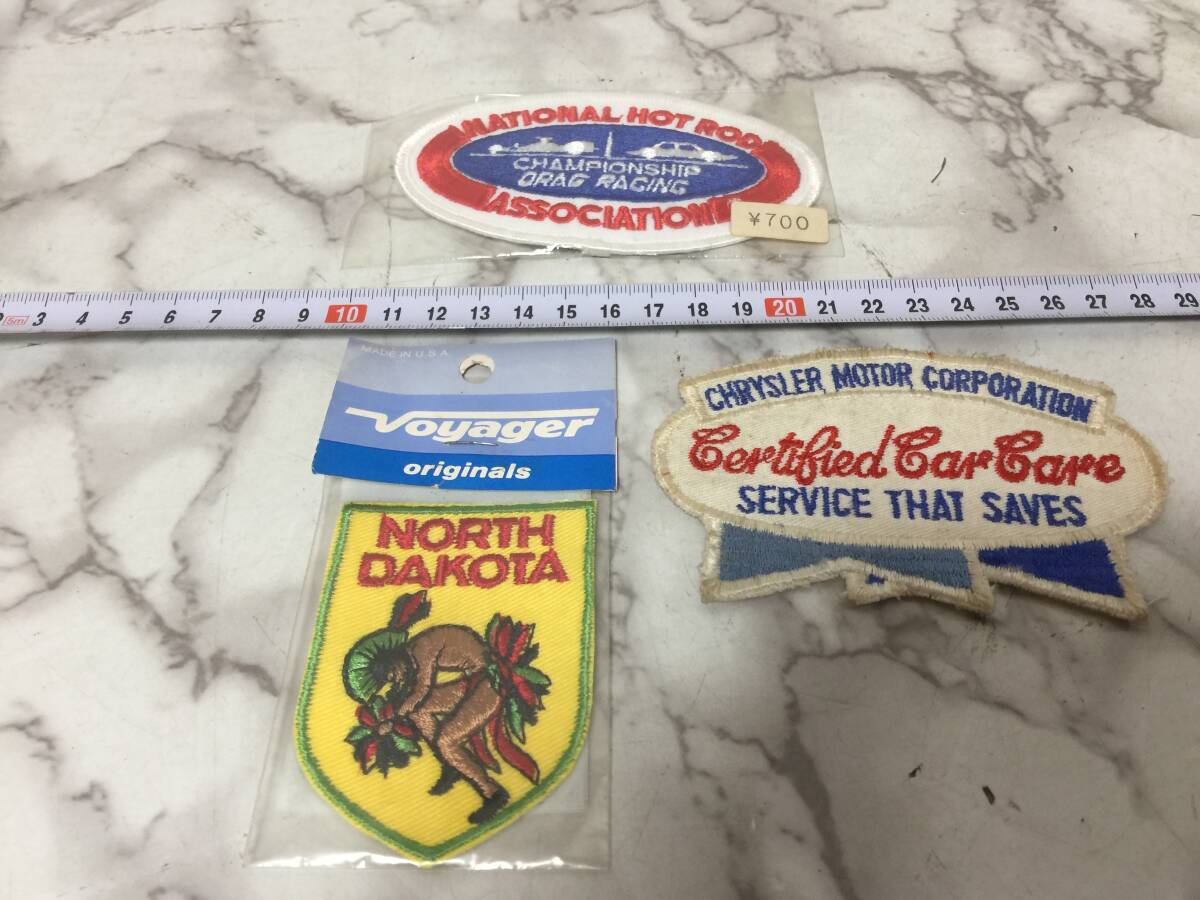 NATIONAL HOT ROD
CHAMPIONSHIP
DRAG RACING
ASSOCIATION
¥700
5m 3 4 5 6 7 8 9 10 11 12 13 14 15 16 17 18 19 20 21 22 23 24 25 26 27 28 29
MADE IN U.S.A.
Voyager
originals
NORTH
DAKOTA
CHRYSLER MOTOR CORPORATION
Certified Car Care
SERVICE THAT SAVES